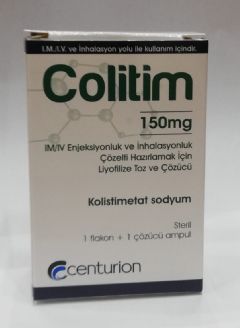 I.M./I.V. ve İnhalasyon yolu ile kullanım içindir.
Colitim
150mg
IM/IV Enjeksiyonluk ve İnhalasyonluk
Çözelti Hazırlamak İçin
Liyofilize Toz ve Çözücü
Kolistimetat sodyum
Steril
1 flakon + 1 çözücü ampul
centurion